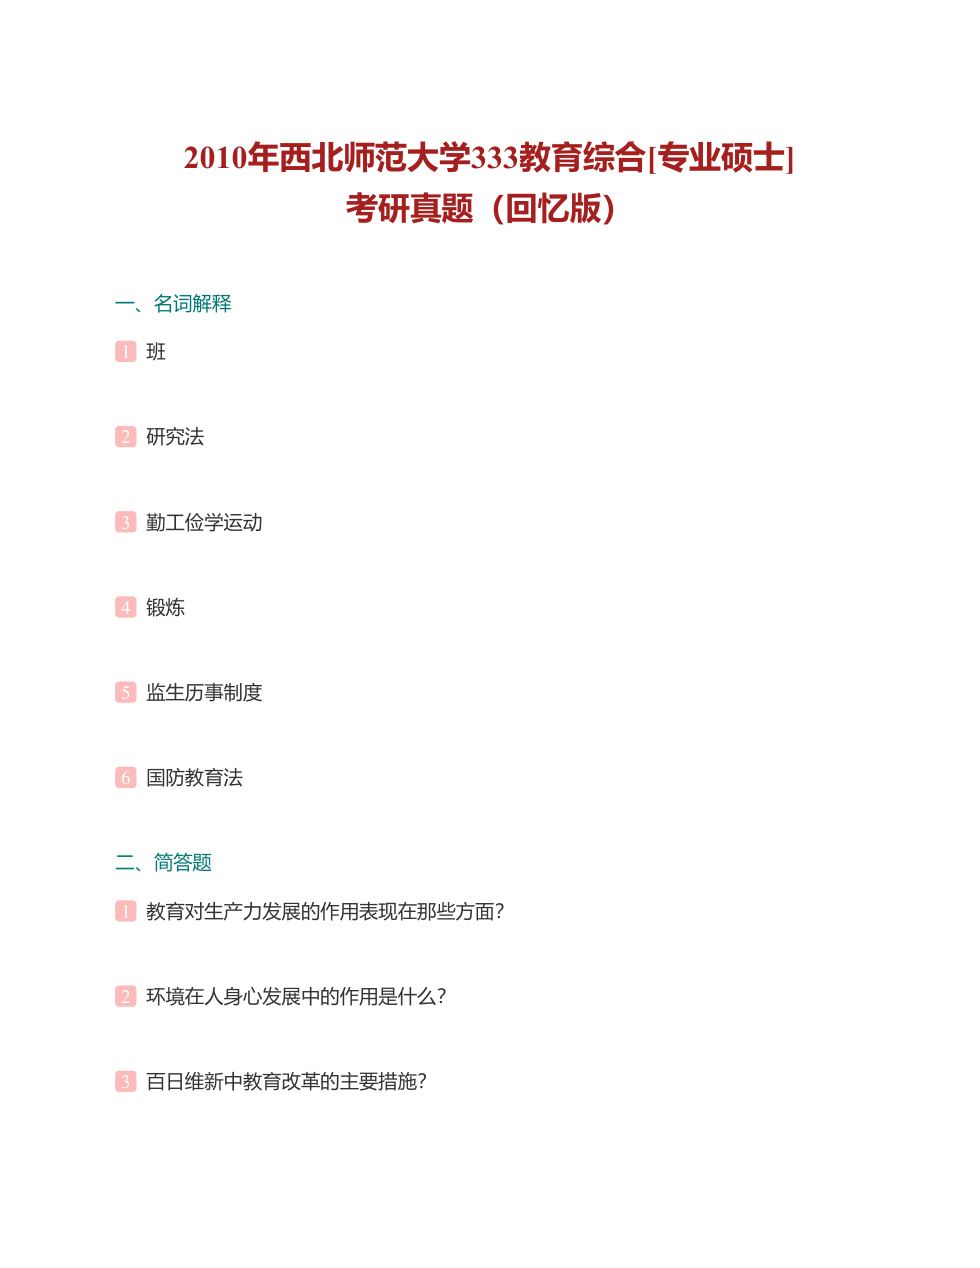 2010年西北师范大学333教育综合[专业硕士]
考研真题（回忆版）
一、名词解释
1 班
2 研究法
3 勤工俭学运动
4 锻炼
5 监生历事制度
6 国防教育法
二、简答题
1 教育对生产力发展的作用表现在那些方面？
2 环境在人身心发展中的作用是什么？
3 百日维新中教育改革的主要措施？